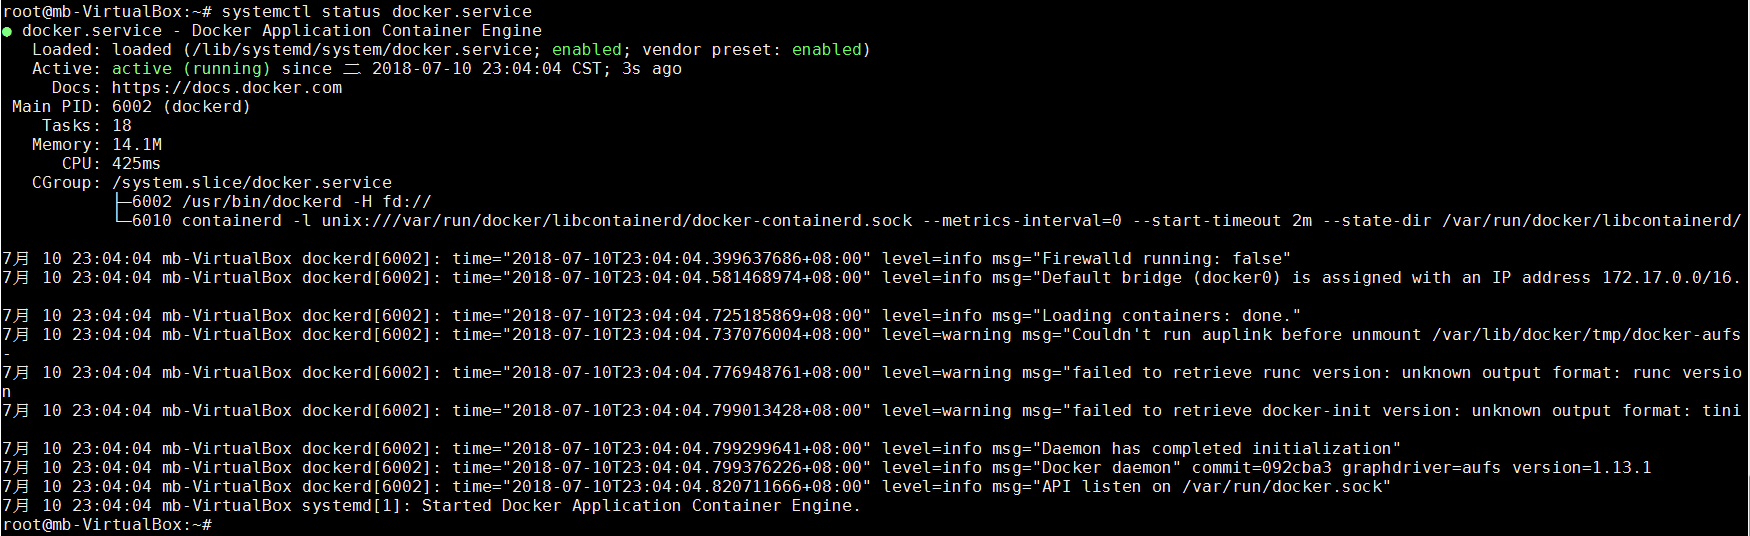 root@mb-VirtualBox:~# systemctl status docker.service
● docker.service - Docker Application Container Engine
   Loaded: loaded (/lib/systemd/system/docker.service; enabled; vendor preset: enabled)
   Active: active (running) since 二 2018-07-10 23:04:04 CST; 3s ago
     Docs: https://docs.docker.com
 Main PID: 6002 (dockerd)
    Tasks: 18
   Memory: 14.1M
      CPU: 425ms
   CGroup: /system.slice/docker.service
           ├─6002 /usr/bin/dockerd -H fd://
           └─6010 containerd -l unix:///var/run/docker/libcontainerd/docker-containerd.sock --metrics-interval=0 --start-timeout 2m --state-dir /var/run/docker/libcontainerd/

7月 10 23:04:04 mb-VirtualBox dockerd[6002]: time="2018-07-10T23:04:04.399637686+08:00" level=info msg="Firewalld running: false"
7月 10 23:04:04 mb-VirtualBox dockerd[6002]: time="2018-07-10T23:04:04.581468974+08:00" level=info msg="Default bridge (docker0) is assigned with an IP address 172.17.0.0/16.

7月 10 23:04:04 mb-VirtualBox dockerd[6002]: time="2018-07-10T23:04:04.725185869+08:00" level=info msg="Loading containers: done."
7月 10 23:04:04 mb-VirtualBox dockerd[6002]: time="2018-07-10T23:04:04.737076004+08:00" level=warning msg="Couldn't run auplink before unmount /var/lib/docker/tmp/docker-aufs
-
7月 10 23:04:04 mb-VirtualBox dockerd[6002]: time="2018-07-10T23:04:04.776948761+08:00" level=warning msg="failed to retrieve runc version: unknown output format: runc versio
n
7月 10 23:04:04 mb-VirtualBox dockerd[6002]: time="2018-07-10T23:04:04.799013428+08:00" level=warning msg="failed to retrieve docker-init version: unknown output format: tini

7月 10 23:04:04 mb-VirtualBox dockerd[6002]: time="2018-07-10T23:04:04.799299641+08:00" level=info msg="Daemon has completed initialization"
7月 10 23:04:04 mb-VirtualBox dockerd[6002]: time="2018-07-10T23:04:04.799376226+08:00" level=info msg="Docker daemon" commit=092cba3 graphdriver=aufs version=1.13.1
7月 10 23:04:04 mb-VirtualBox dockerd[6002]: time="2018-07-10T23:04:04.820711666+08:00" level=info msg="API listen on /var/run/docker.sock"
7月 10 23:04:04 mb-VirtualBox systemd[1]: Started Docker Application Container Engine.
root@mb-VirtualBox:~#